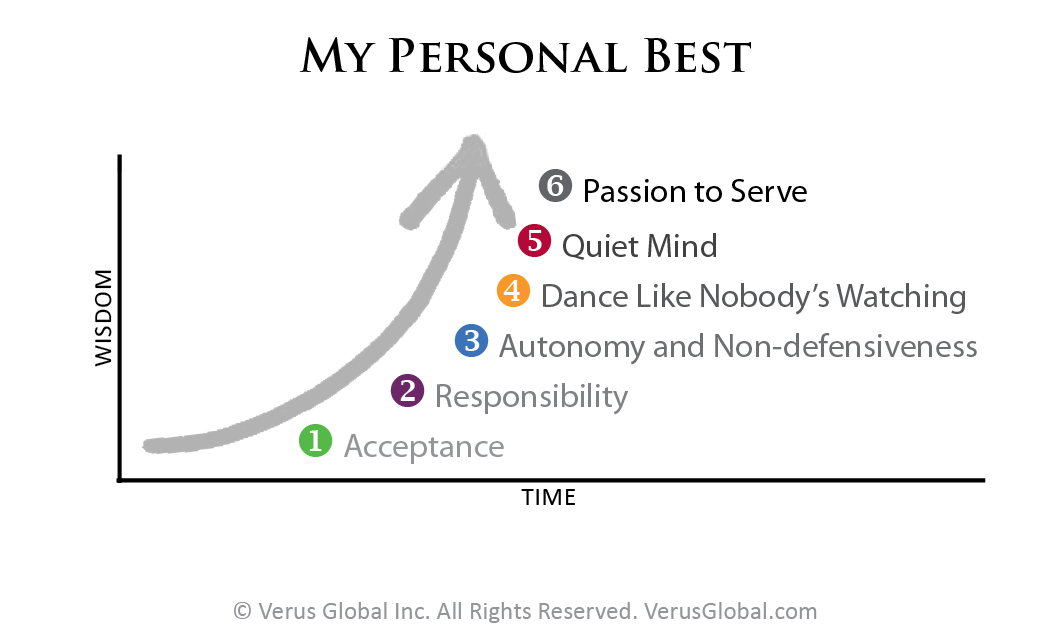 My Personal Best
6 Passion to Serve
5 Quiet Mind
4 Dance Like Nobody's Watching
3 Autonomy and Non-defensiveness
2 Responsibility
1 Acceptance
WISDOM
TIME
© Verus Global Inc. All Rights Reserved. VerusGlobal.com